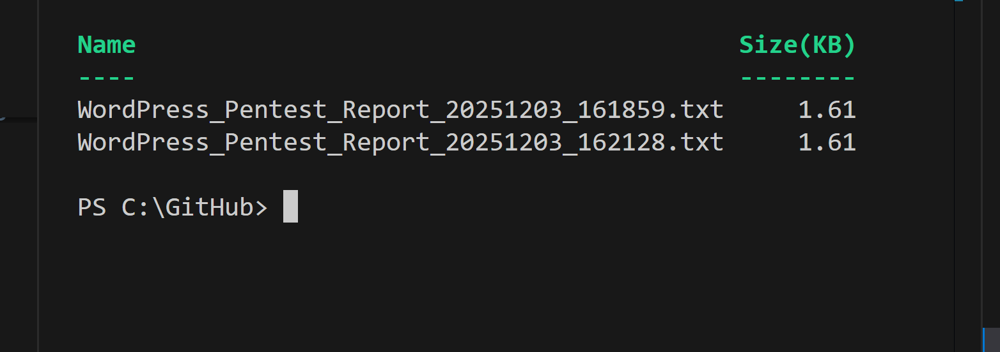 Name Size(KB)
---- --------
WordPress_Pentest_Report_20251203_161859.txt 1.61
WordPress_Pentest_Report_20251203_162128.txt 1.61
PS C:\GitHub>